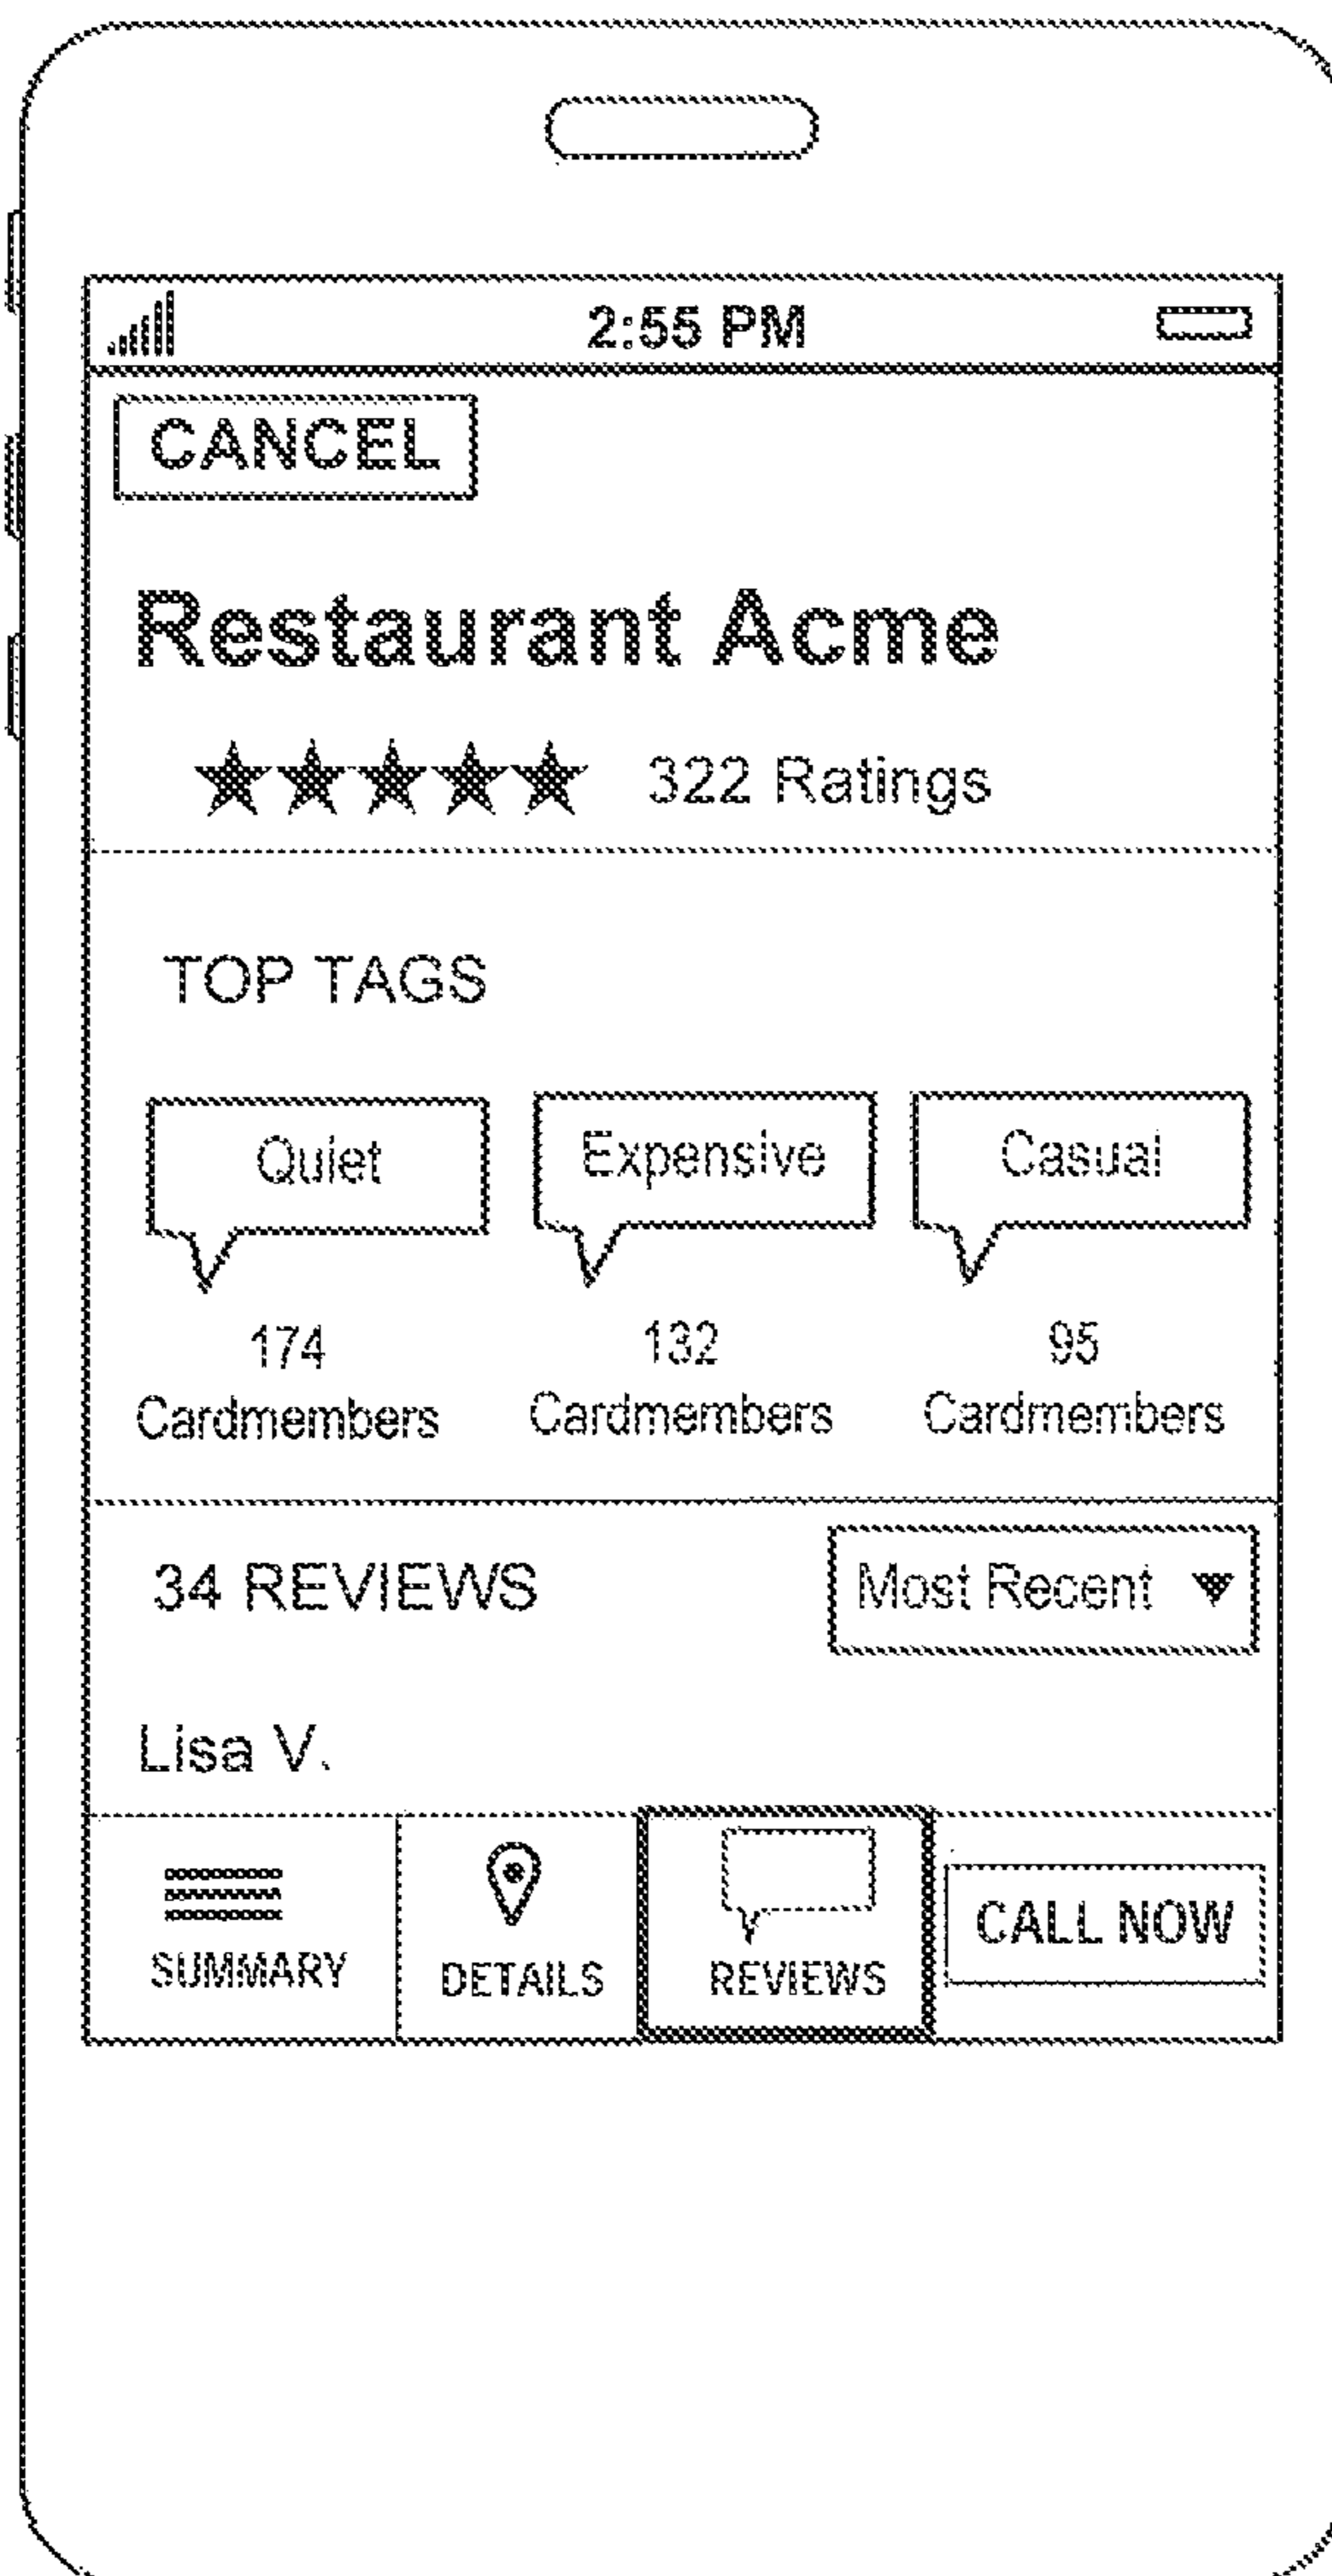 2:55 PM
CANCEL
Restaurant Acme
322 Ratings
TOP TAGS
Quiet Expensive Casual
174 132 95
Cardmembers Cardmembers Cardmembers
34 REVIEWS Most Recent
Lisa V.
SUMMARY DETAILS REVIEWS CALL NOW